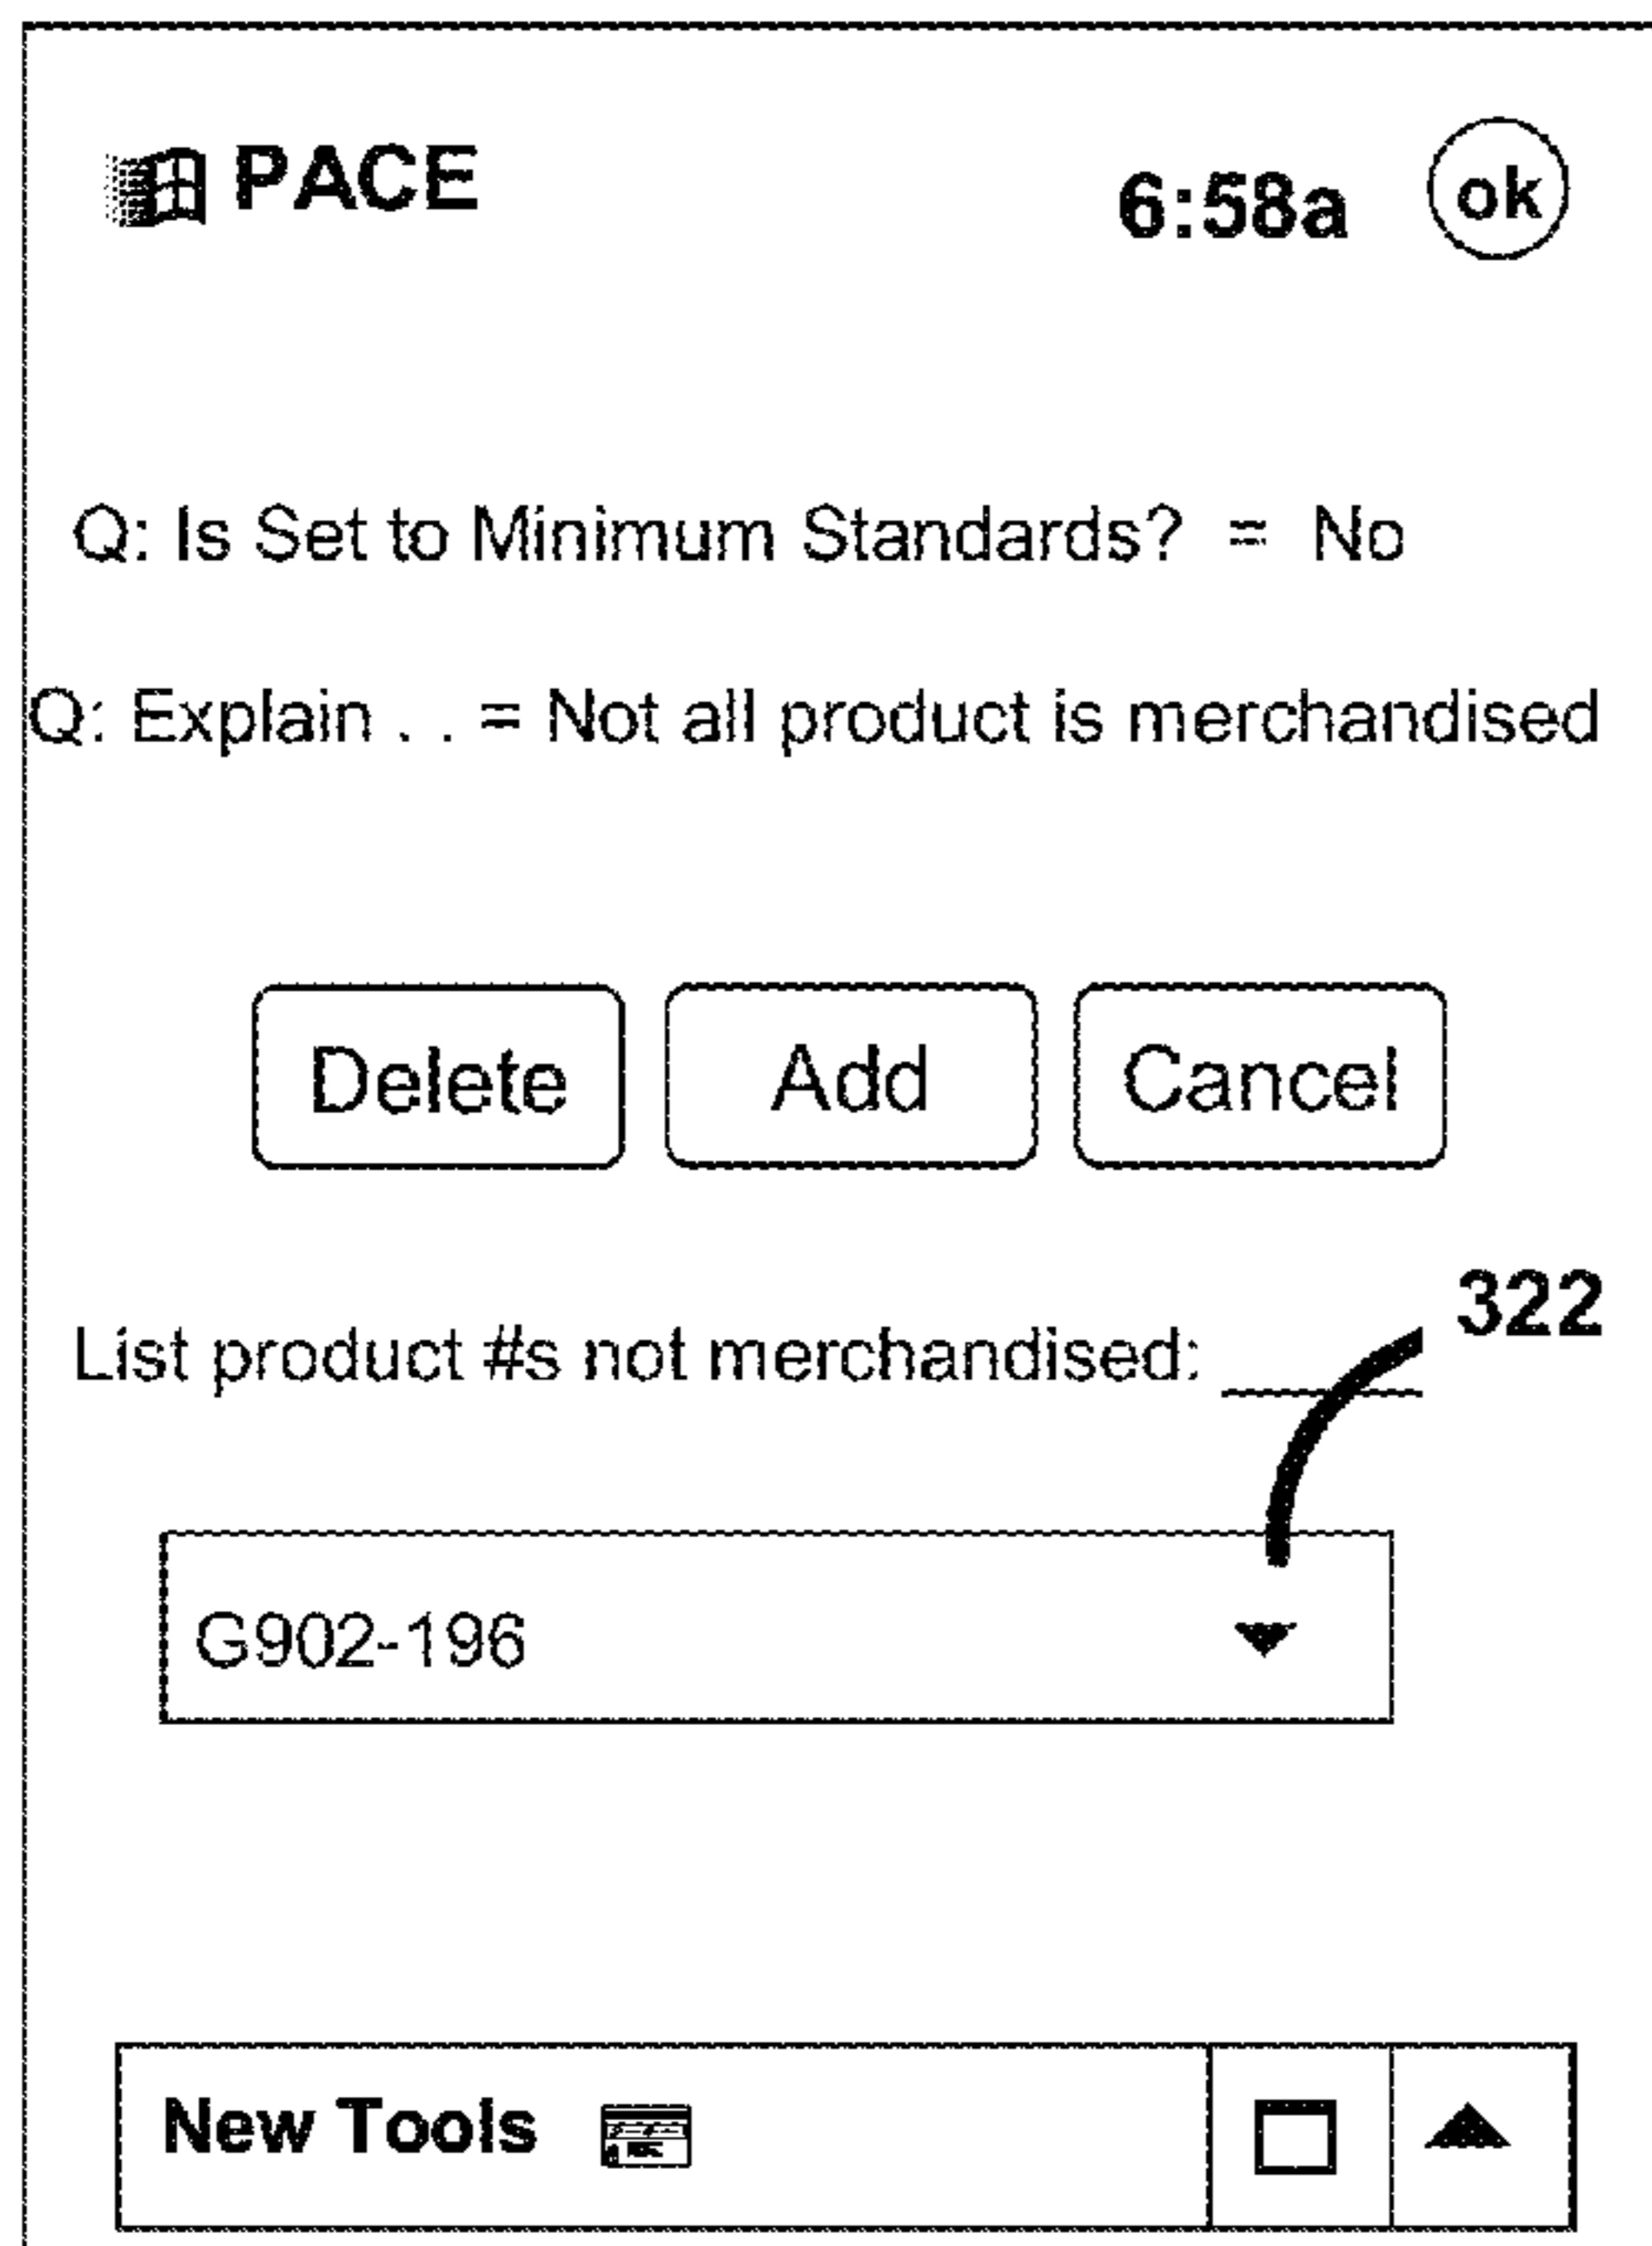 PACE 6:58a ok
Q: Is Set to Minimum Standards? = No
Q: Explain . . = Not all product is merchandised
Delete Add Cancel
322
List product #s not merchandised: ______
G902-196
New Tools